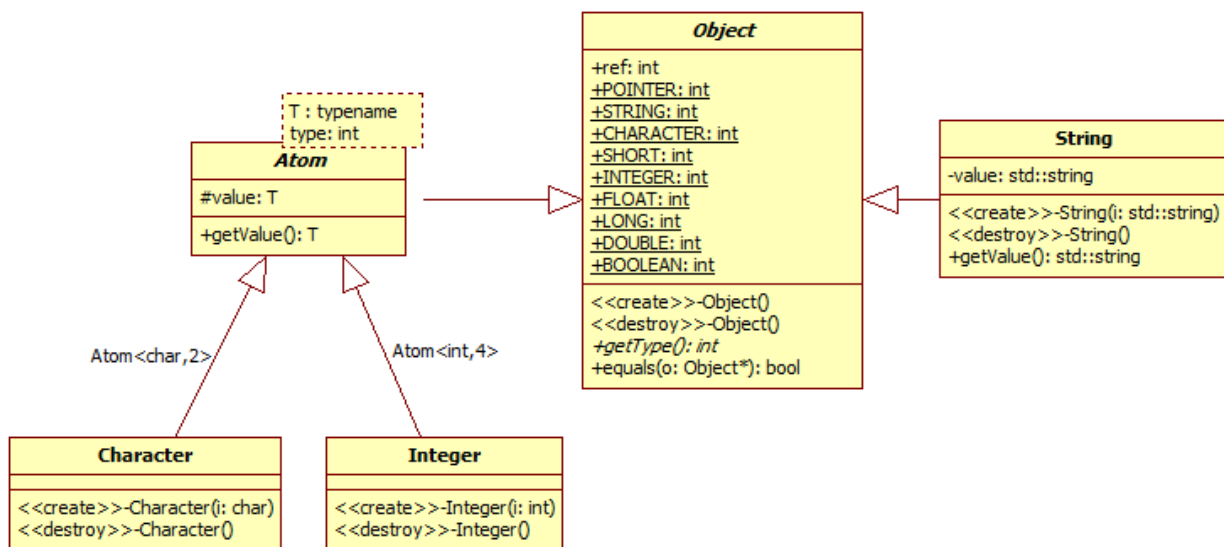 Object
+ref: int
+POINTER: int
+STRING: int
+CHARACTER: int
+SHORT: int
+INTEGER: int
+FLOAT: int
+LONG: int
+DOUBLE: int
+BOOLEAN: int
<<create>>-Object()
<<destroy>>-Object()
+getType(): int
+equals(o: Object*): bool
T : typename
type: int
Atom
#value: T
+getValue(): T
String
-value: std::string
<<create>>-String(i: std::string)
<<destroy>>-String()
+getValue(): std::string
Atom<char,2>
Atom<int,4>
Character
<<create>>-Character(i: char)
<<destroy>>-Character()
Integer
<<create>>-Integer(i: int)
<<destroy>>-Integer()